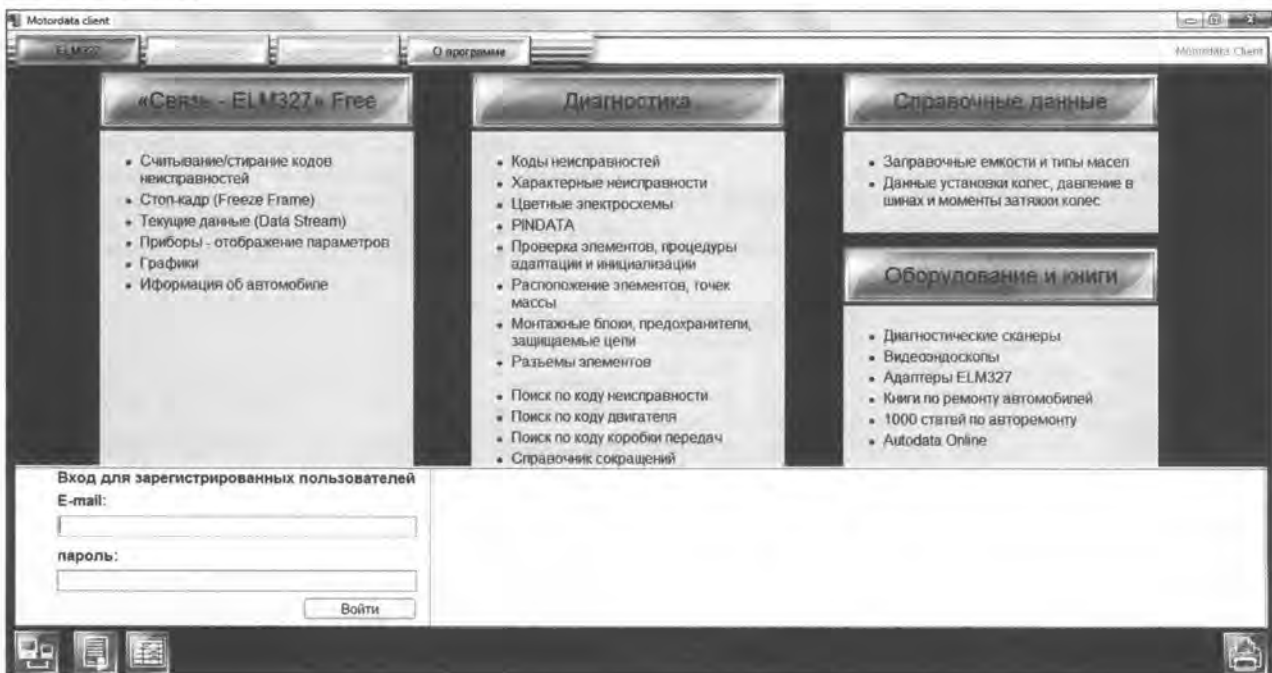 Motordata client
ELM327
О программе
Motordata Client
«Связь - ELM327» Free
Считывание/стирание кодов
неисправностей
Стоп-кадр (Freeze Frame)
Текущие данные (Data Stream)
Приборы - отображение параметров
Графики
Иформация об автомобиле
Диагностика
Коды неисправностей
Характерные неисправности
Цветные электросхемы
PINDATA
Проверка элементов, процедуры
адаптации и инициализации
Расположение элементов, точек
массы
Монтажные блоки, предохранители,
защищаемые цепи
Разъемы элементов
Поиск по коду неисправности
Поиск по коду двигателя
Поиск по коду коробки передач
Справочник сокращений
Справочные данные
Заправочные емкости и типы масел
Данные установки колес, давление в
шинах и моменты затяжки колес
Оборудование и книги
Диагностические сканеры
Видеоэндоскопы
Адаптеры ELM327
Книги по ремонту автомобилей
1000 статей по авторемонту
Autodata Online
Вход для зарегистрированных пользователей
E-mail:
пароль:
Войти